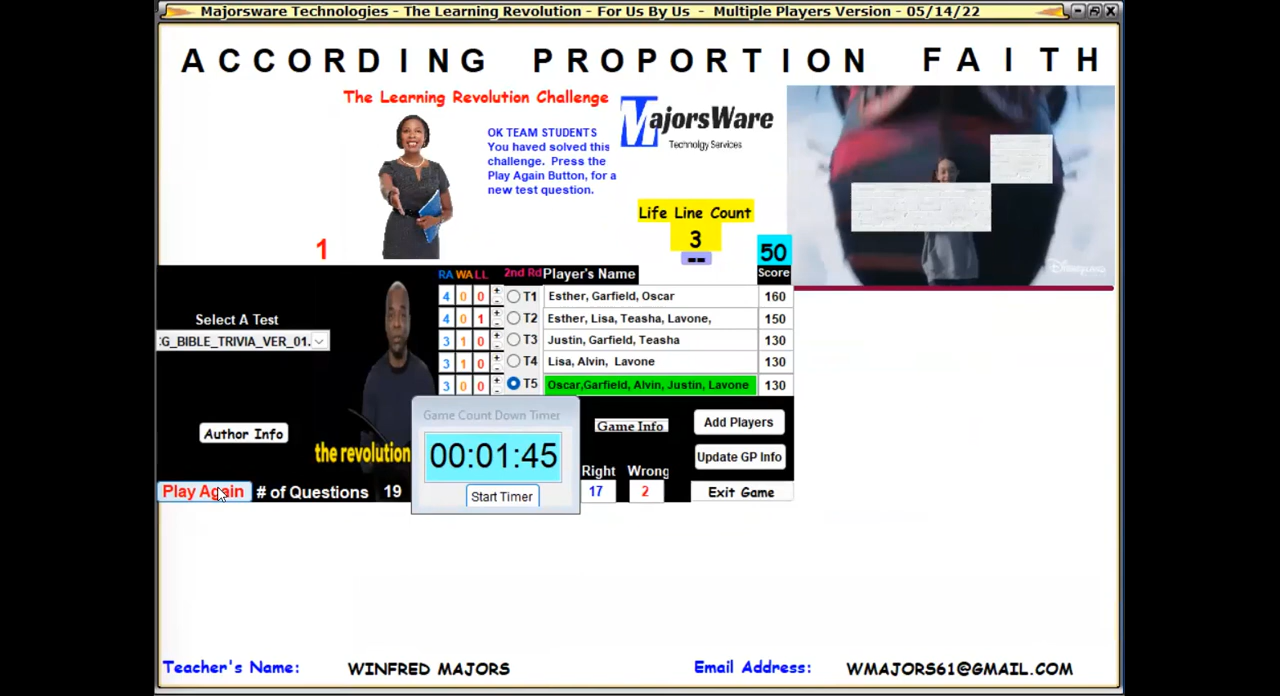 Majorsware Technologies - The Learning Revolution - For Us By Us - Multiple Players Version - 05/14/22
ACCORDING PROPORTION FAITH
The Learning Revolution Challenge
OK TEAM STUDENTS
You haved solved this
challenge. Press the
Play Again Button, for a
new test question.
MajorsWare
Technolgy Services
Life Line Count
3
--
1
50
Score
RA WA LL 2nd Rd Player's Name
4 0 0 + - T1 Esther, Garfield, Oscar 160
4 0 1 + - T2 Esther, Lisa, Teasha, Lavone, 150
3 1 0 + - T3 Justin, Garfield, Teasha 130
3 1 0 + - T4 Lisa, Alvin, Lavone 130
3 0 0 + - T5 Oscar,Garfield, Alvin, Justin, Lavone 130
Select A Test
G_BIBLE_TRIVIA_VER_01.
Author Info
the revolution
Play Again # of Questions 19
Game Count Down Timer
00:01:45
Start Timer
Game Info
Right Wrong
17 2
Add Players
Update GP Info
Exit Game
Teacher's Name: WINFRED MAJORS
Email Address: WMAJORS61@GMAIL.COM